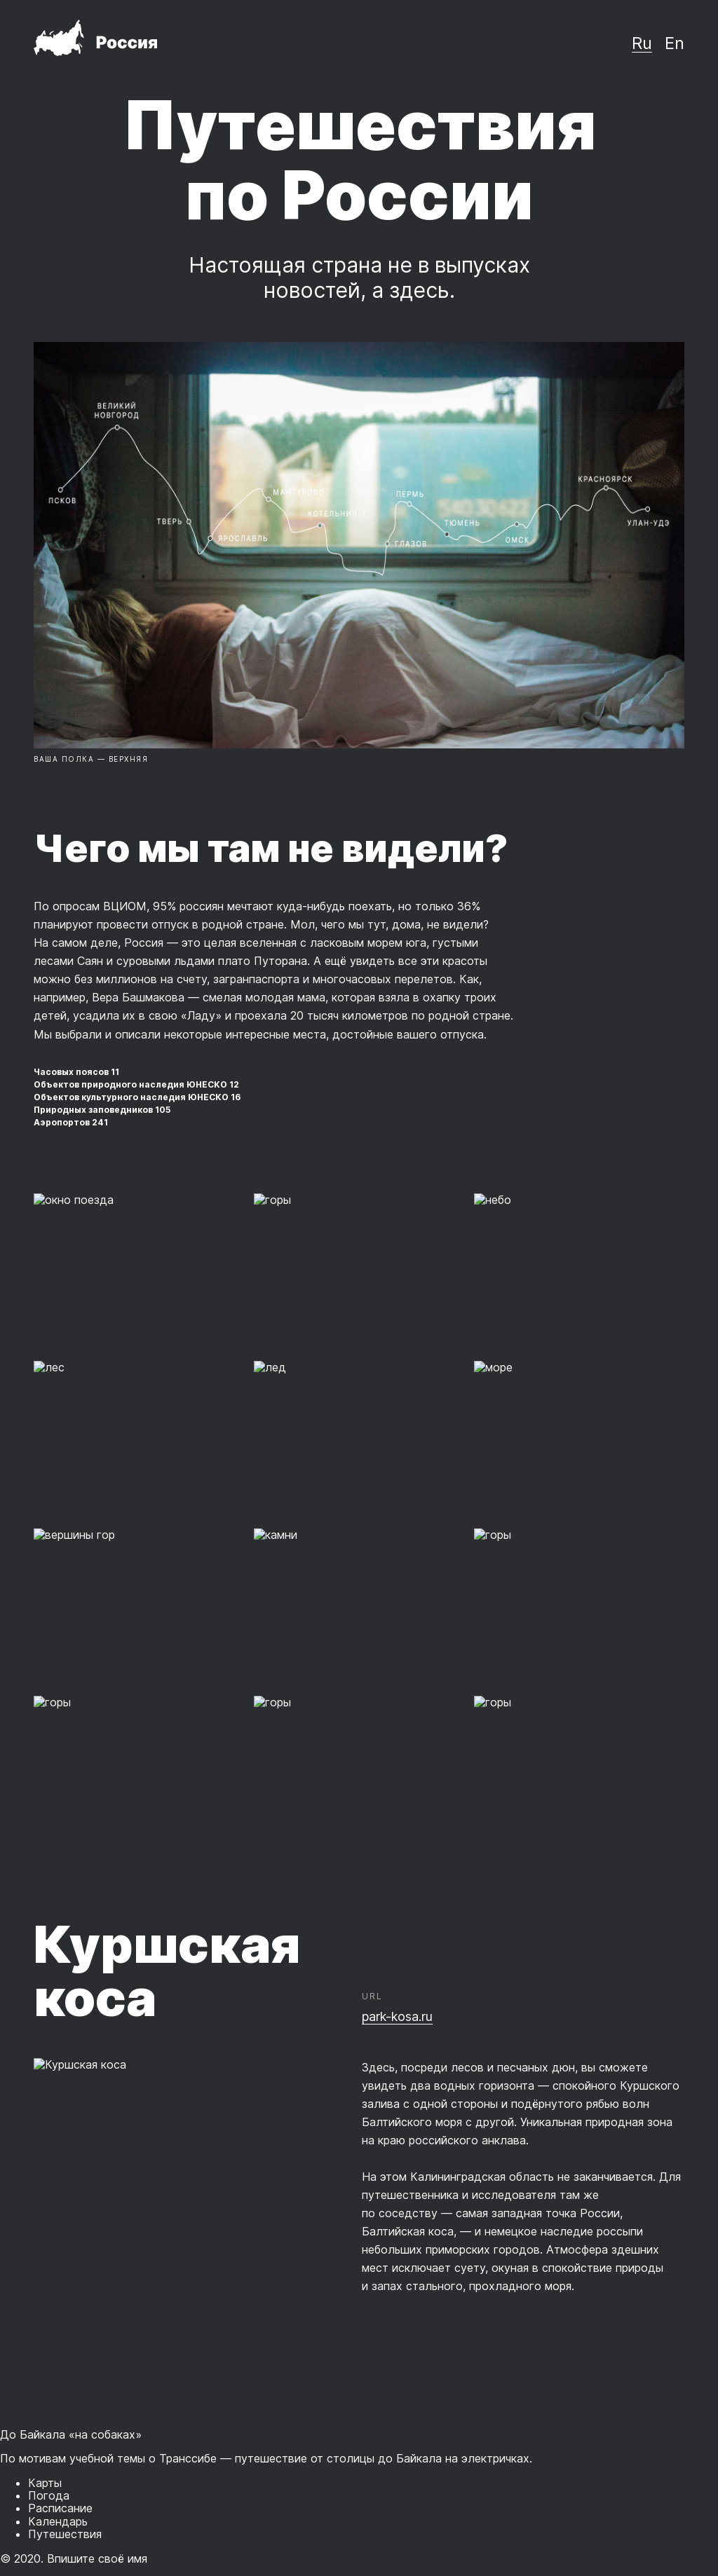 Россия
Ru En
Путешествия
по России
Настоящая страна не в выпусках
новостей, а здесь.
ВЕЛИКИЙ
НОВГОРОД
ПСКОВ
ТВЕРЬ
ЯРОСЛАВЛЬ
МАНТУРОВО
КОТЕЛЬНИЧ
ПЕРМЬ
ГЛАЗОВ
ТЮМЕНЬ
ОМСК
КРАСНОЯРСК
УЛАН-УДЭ
ВАША ПОЛКА — ВЕРХНЯЯ
Чего мы там не видели?
По опросам ВЦИОМ, 95% россиян мечтают куда-нибудь поехать, но только 36%
планируют провести отпуск в родной стране. Мол, чего мы тут, дома, не видели?
На самом деле, Россия — это целая вселенная с ласковым морем юга, густыми
лесами Саян и суровыми льдами плато Путорана. А ещё увидеть все эти красоты
можно без миллионов на счету, загранпаспорта и многочасовых перелетов. Как,
например, Вера Башмакова — смелая молодая мама, которая взяла в охапку троих
детей, усадила их в свою «Ладу» и проехала 20 тысяч километров по родной стране.
Мы выбрали и описали некоторые интересные места, достойные вашего отпуска.
Часовых поясов 11
Объектов природного наследия ЮНЕСКО 12
Объектов культурного наследия ЮНЕСКО 16
Природных заповедников 105
Аэропортов 241
окно поезда
горы
небо
лес
лед
море
вершины гор
камни
горы
горы
горы
горы
Куршская
коса
URL
park-kosa.ru
Куршская коса
Здесь, посреди лесов и песчаных дюн, вы сможете
увидеть два водных горизонта — спокойного Куршского
залива с одной стороны и подёрнутого рябью волн
Балтийского моря с другой. Уникальная природная зона
на краю российского анклава.
На этом Калининградская область не заканчивается. Для
путешественника и исследователя там же
по соседству — самая западная точка России,
Балтийская коса, — и немецкое наследие россыпи
небольших приморских городов. Атмосфера здешних
мест исключает суету, окуная в спокойствие природы
и запах стального, прохладного моря.
До Байкала «на собаках»
По мотивам учебной темы о Транссибе — путешествие от столицы до Байкала на электричках.
Карты
Погода
Расписание
Календарь
Путешествия
© 2020. Впишите своё имя